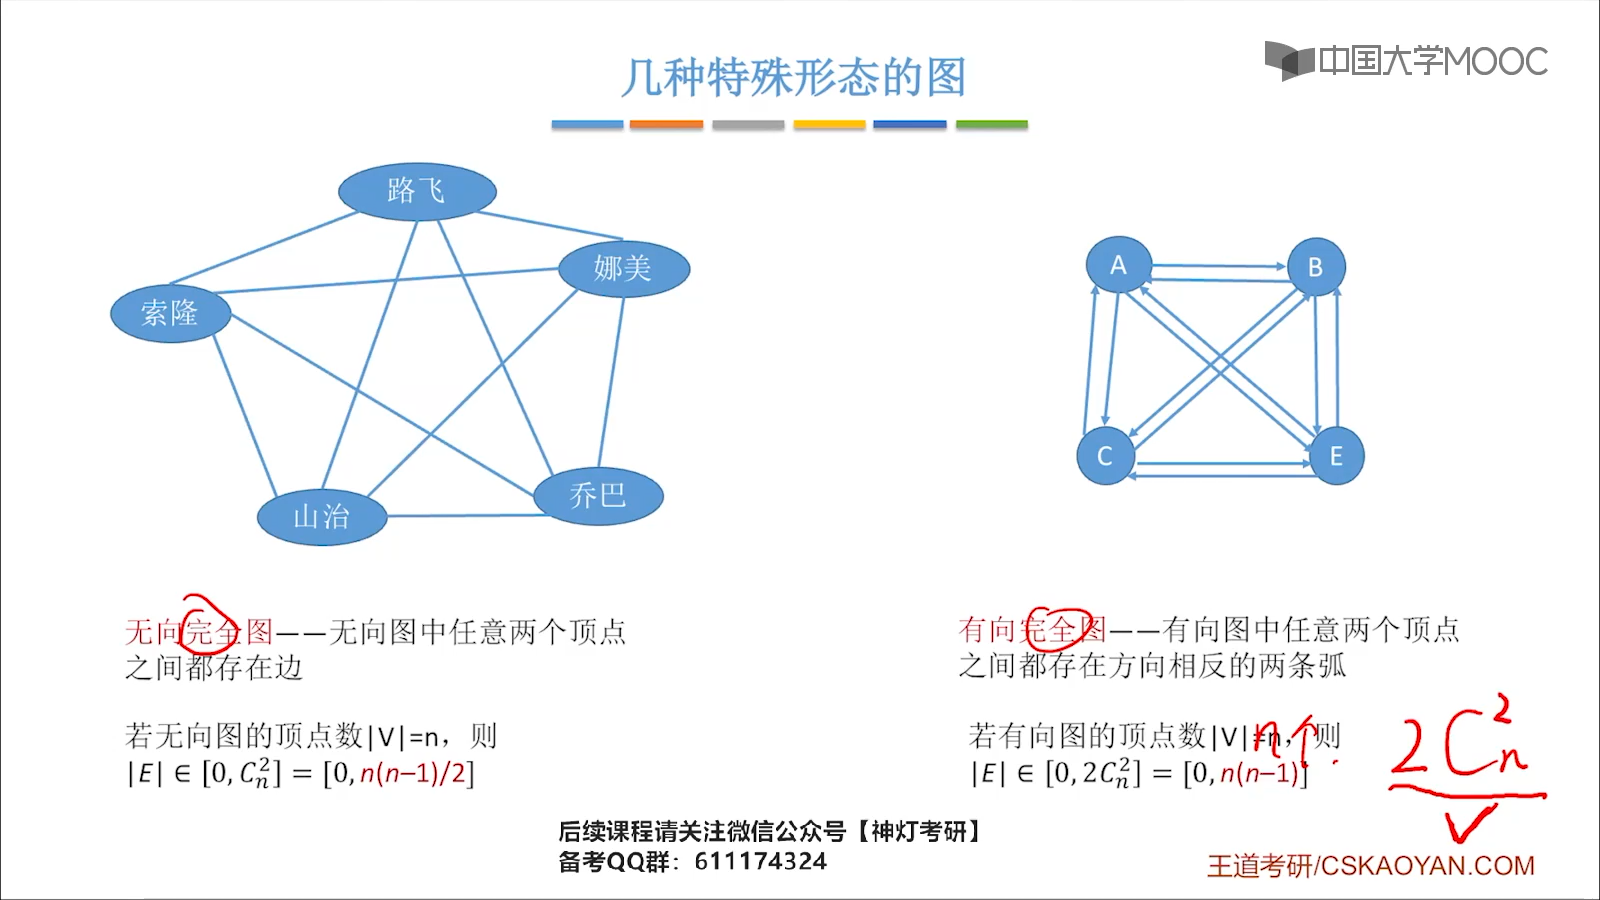 几种特殊形态的图
中国大学MOOC
路飞
娜美
索隆
山治
乔巴
A
B
C
E
无向完全图——无向图中任意两个顶点
之间都存在边
若无向图的顶点数|V|=n，则
|E| ∈ [0, C_n^2] = [0, n(n–1)/2]
有向完全图——有向图中任意两个顶点
之间都存在方向相反的两条弧
若有向图的顶点数|V|=n，则
|E| ∈ [0, 2C_n^2] = [0, n(n–1)]
n个
2C_n^2
后续课程请关注微信公众号【神灯考研】
备考QQ群：611174324
王道考研/CSKAOYAN.COM